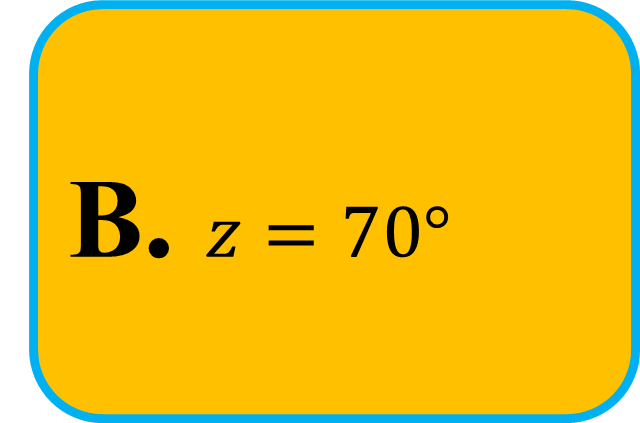 B. z = 70°